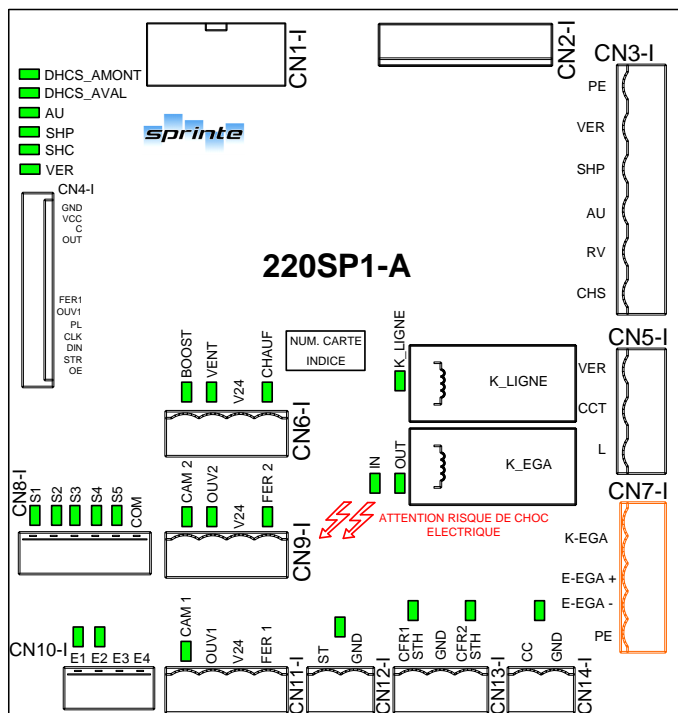 CN1-I
CN2-I
CN3-I
PE
VER
SHP
AU
RV
CHS
DHCS_AMONT
DHCS_AVAL
AU
SHP
SHC
VER
sprinte
CN4-I
GND
VCC
C
OUT
FER1
OUV1
PL
CLK
DIN
STR
OE
220SP1-A
NUM. CARTE
INDICE
BOOST
VENT
V24
CHAUF
CN6-I
K_LIGNE
K_LIGNE
CN5-I
VER
CCT
L
IN
OUT
K_EGA
CN8-I
S1
S2
S3
S4
S5
COM
CAM 2
OUV2
V24
FER 2
CN9-I
ATTENTION RISQUE DE CHOC
ELECTRIQUE
CN7-I
K-EGA
E-EGA +
E-EGA -
PE
CN10-I
E1 E2 E3 E4
CAM 1
OUV1
V24
FER 1
CN11-I
ST
GND
CN12-I
CFR1
STH
GND
CFR2
STH
CN13-I
CC
GND
CN14-I